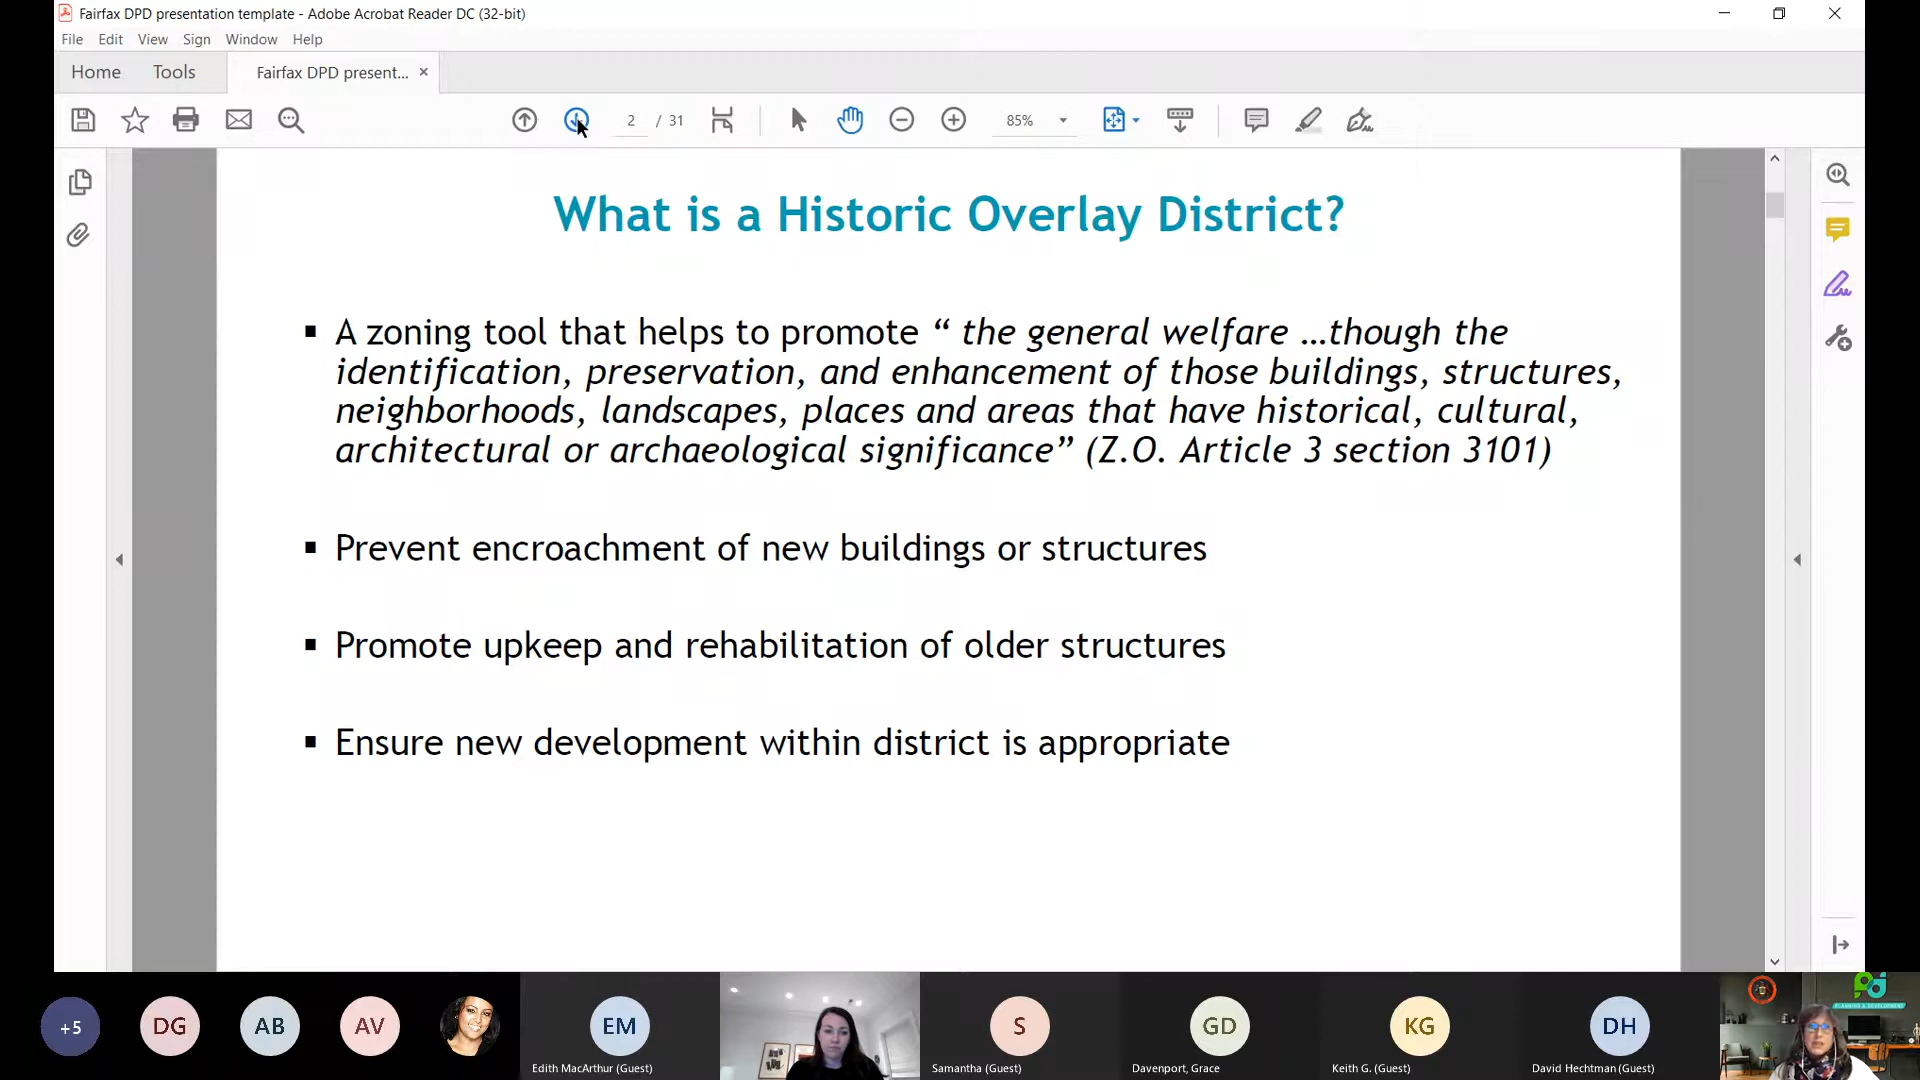 Fairfax DPD presentation template - Adobe Acrobat Reader DC (32-bit)
File Edit View Sign Window Help
Home Tools Fairfax DPD present... ×
2 / 31 85%
What is a Historic Overlay District?
▪ A zoning tool that helps to promote “ the general welfare …though the
identification, preservation, and enhancement of those buildings, structures,
neighborhoods, landscapes, places and areas that have historical, cultural,
architectural or archaeological significance” (Z.O. Article 3 section 3101)
▪ Prevent encroachment of new buildings or structures
▪ Promote upkeep and rehabilitation of older structures
▪ Ensure new development within district is appropriate
+5 DG AB AV EM S GD KG DH
Edith MacArthur (Guest) Samantha (Guest) Davenport, Grace Keith G. (Guest) David Hechtman (Guest)
PLANNING & DEVELOPMENT